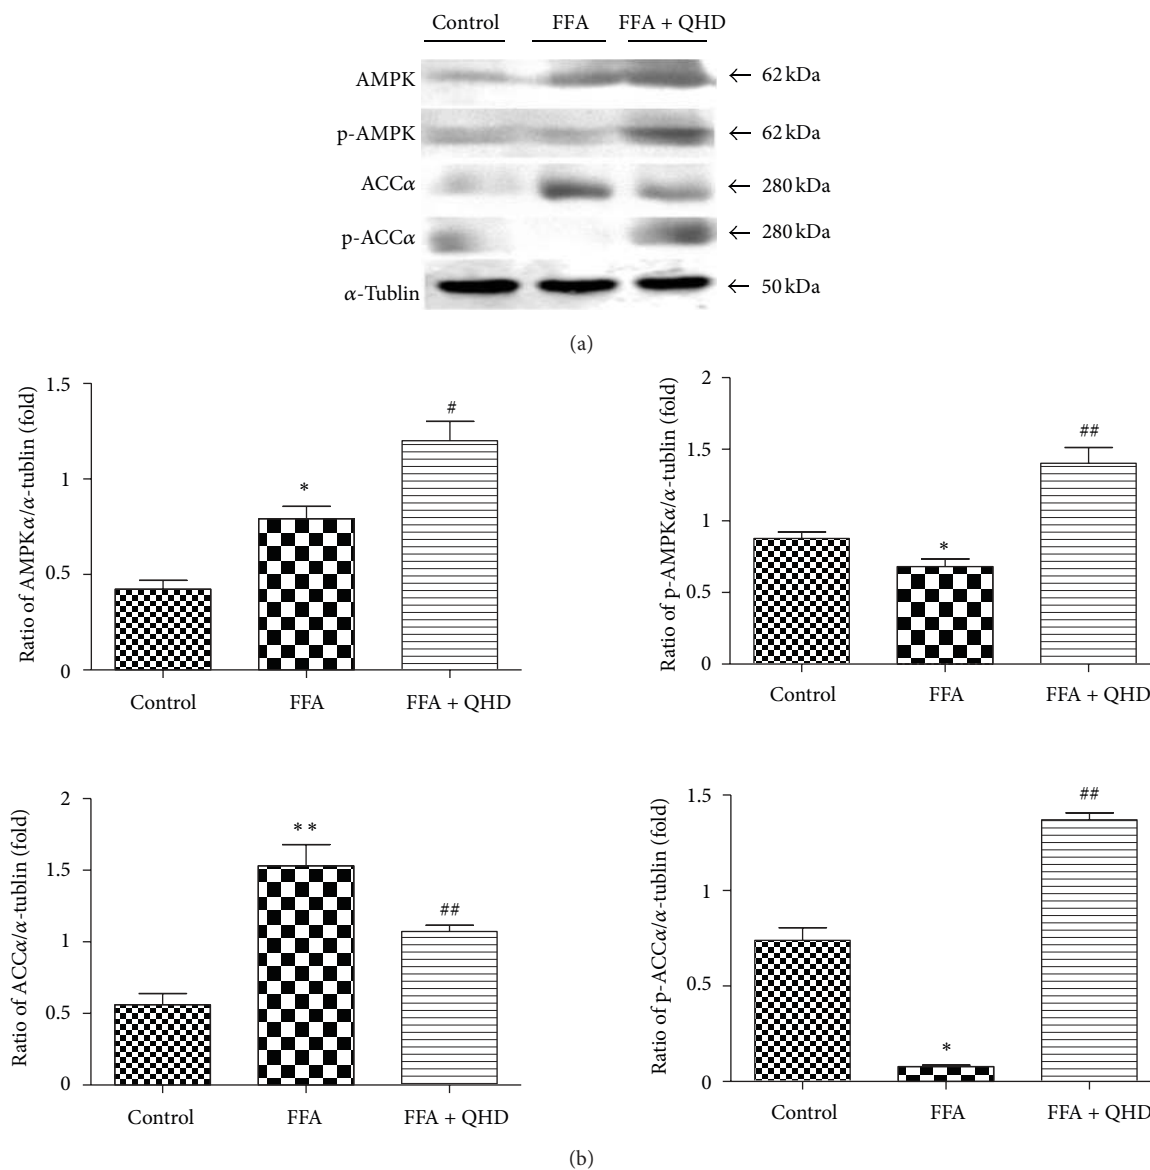 Control FFA FFA + QHD
AMPK ← 62 kDa
p-AMPK ← 62 kDa
ACCα ← 280 kDa
p-ACCα ← 280 kDa
α-Tublin ← 50 kDa
(a)
Ratio of AMPKα/α-tublin (fold)
1.5
1
0.5
0
*
#
Control FFA FFA + QHD
Ratio of p-AMPKα/α-tublin (fold)
2
1.5
1
0.5
0
*
##
Control FFA FFA + QHD
Ratio of ACCα/α-tublin (fold)
2
1.5
1
0.5
0
**
##
Control FFA FFA + QHD
Ratio of p-ACCα/α-tublin (fold)
1.5
1
0.5
0
*
##
Control FFA FFA + QHD
(b)